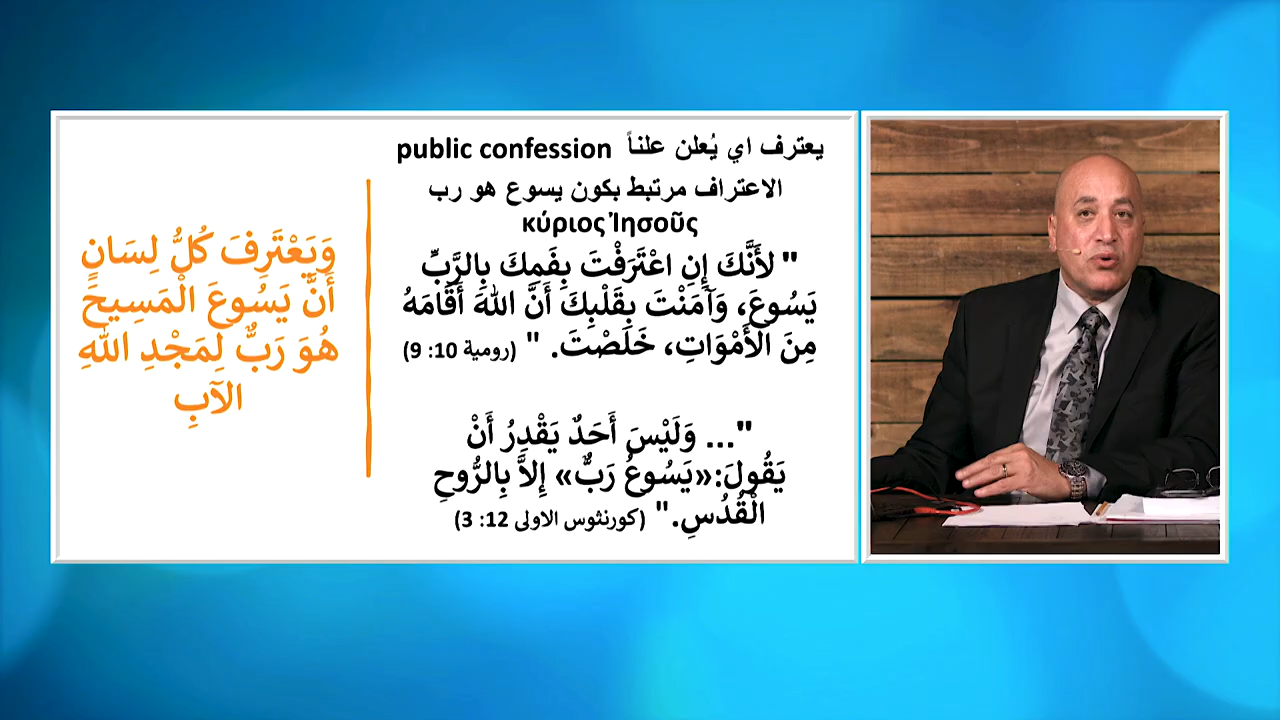 يعترف اي يُعلن علناً public confession
الاعتراف مرتبط بكون يسوع هو رب
κύριος Ἰησοῦς
" لأَنَّكَ إِنِ اعْتَرَفْتَ بِفَمِكَ بِالرَّبِّ
يَسُوعَ، وَآمَنْتَ بِقَلْبِكَ أَنَّ اللهَ أَقَامَهُ
مِنَ الأَمْوَاتِ، خَلَصْتَ. " (رومية 10: 9)
"... وَلَيْسَ أَحَدٌ يَقْدِرُ أَنْ
يَقُولَ:«يَسُوعُ رَبٌّ» إِلاَّ بِالرُّوحِ
الْقُدُسِ." (كورنثوس الاولى 12: 3)
وَيَعْتَرِفَ كُلُّ لِسَانٍ
أَنَّ يَسُوعَ الْمَسِيحَ
هُوَ رَبٌّ لِمَجْدِ اللهِ
الآبِ